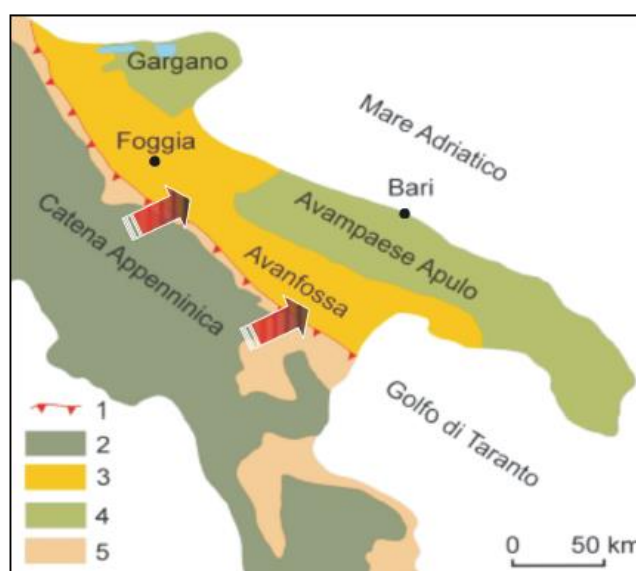 Gargano
Mare Adriatico
Foggia
Bari
Catena Appenninica
Avanfossa
Avampaese Apulo
Golfo di Taranto
1
2
3
4
5
0 50 km